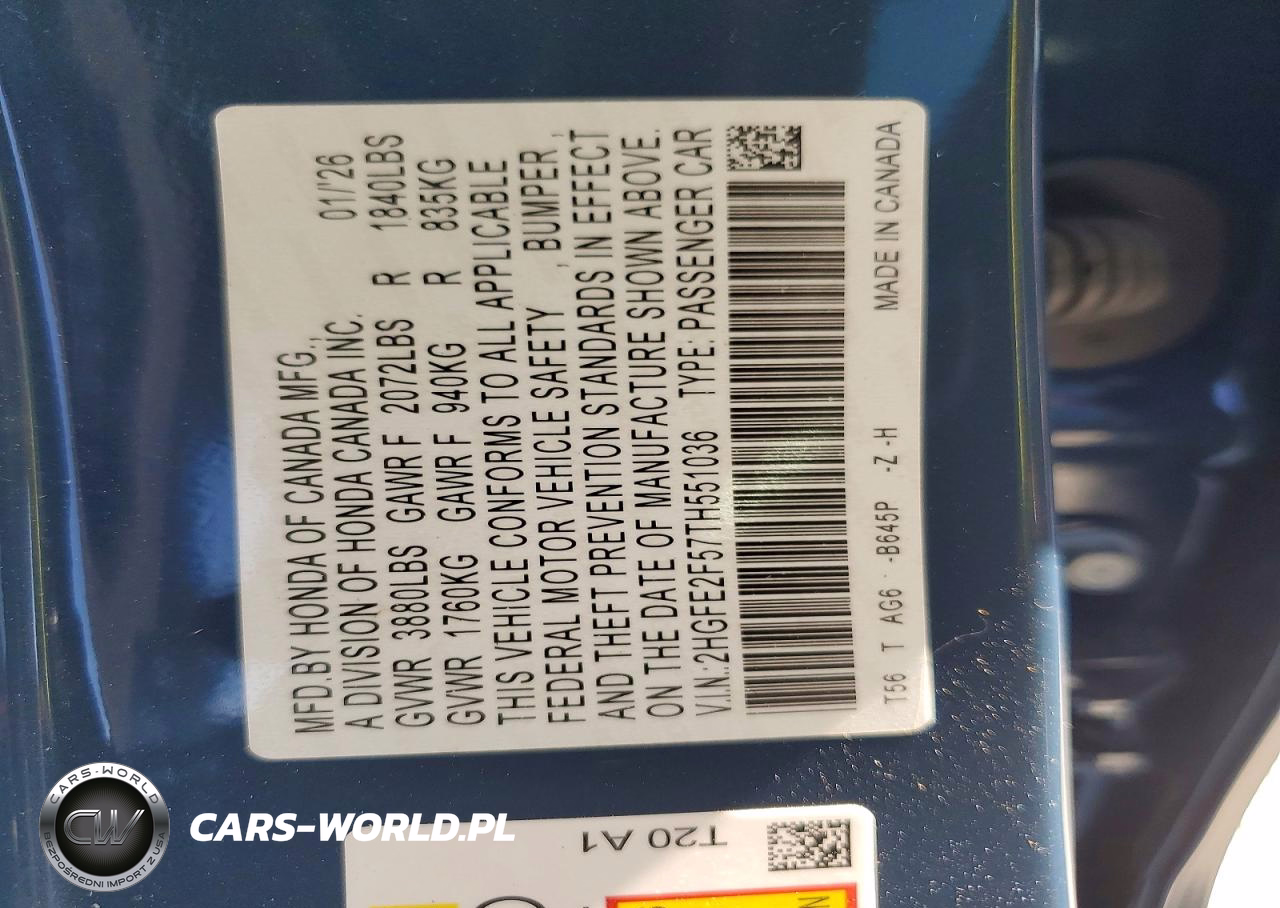 MFD.BY HONDA OF CANADA MFG.,
A DIVISION OF HONDA CANADA INC. 01/'26
GVWR 3880LBS GAWR F 2072LBS R 1840LBS
GVWR 1760KG GAWR F 940KG R 835KG
THIS VEHICLE CONFORMS TO ALL APPLICABLE
FEDERAL MOTOR VEHICLE SAFETY , BUMPER ,
AND THEFT PREVENTION STANDARDS IN EFFECT
ON THE DATE OF MANUFACTURE SHOWN ABOVE.
V.I.N.:2HGFE2F57TH551036 TYPE: PASSENGER CAR
T56 T AG6 -B645P -Z -H MADE IN CANADA
T20 A1
CARS-WORLD
CW
BEZPOŚREDNI IMPORT Z USA
CARS-WORLD.PL